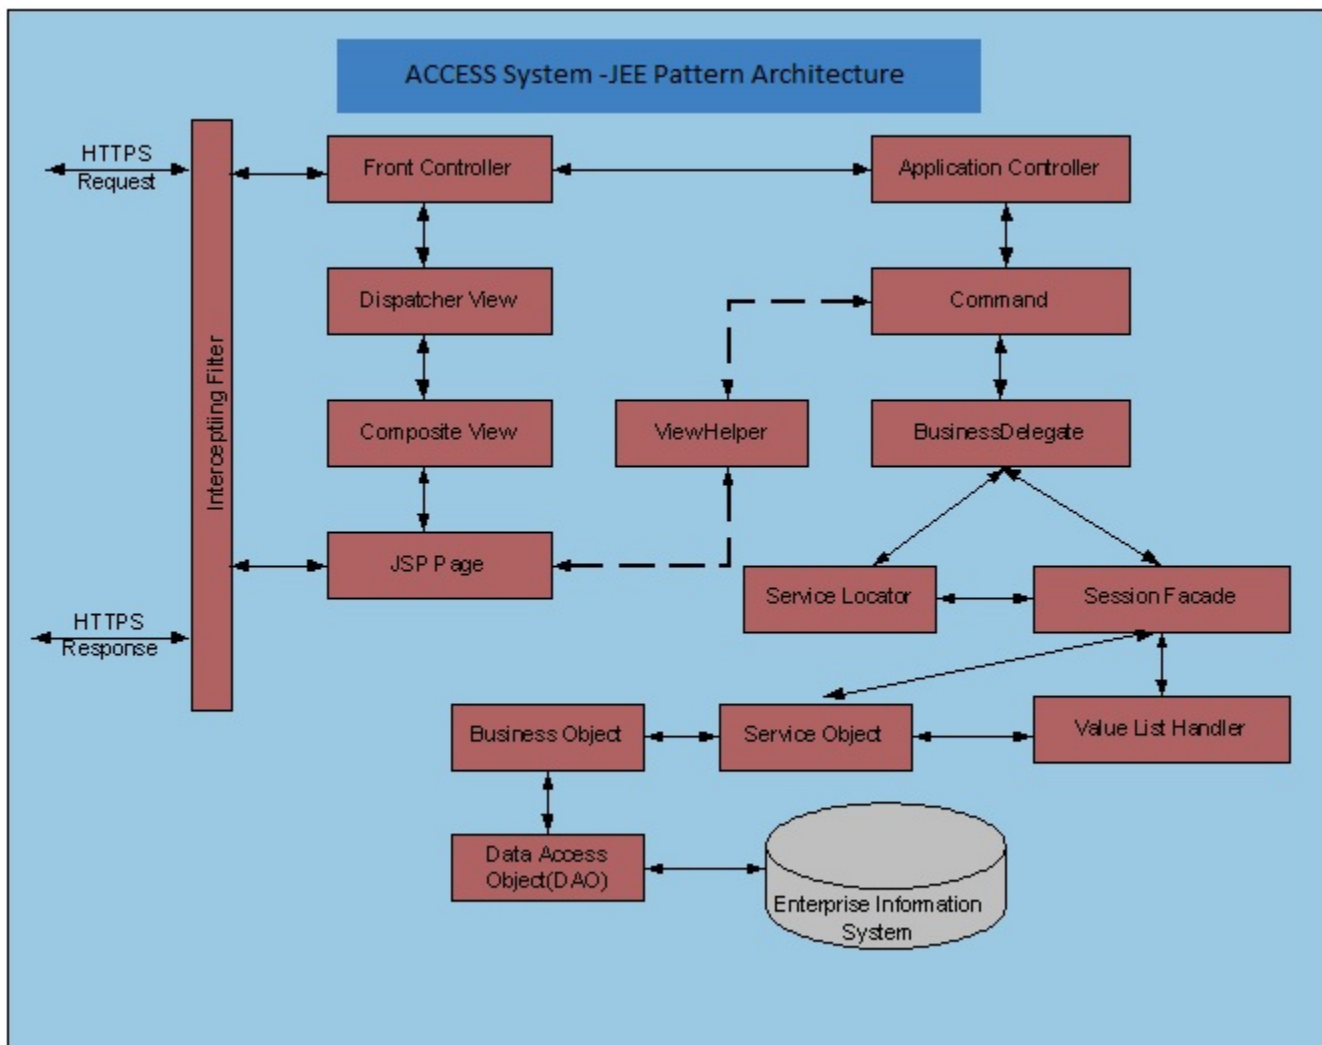 ACCESS System -JEE Pattern Architecture
HTTPS
Request
Front Controller
Application Controller
Dispatcher View
Command
Interceptiing Filter
Composite View
ViewHelper
BusinessDelegate
JSP Page
Service Locator
Session Facade
HTTPS
Response
Business Object
Service Object
Value List Handler
Data Access
Object(DAO)
Enterprise Information
System